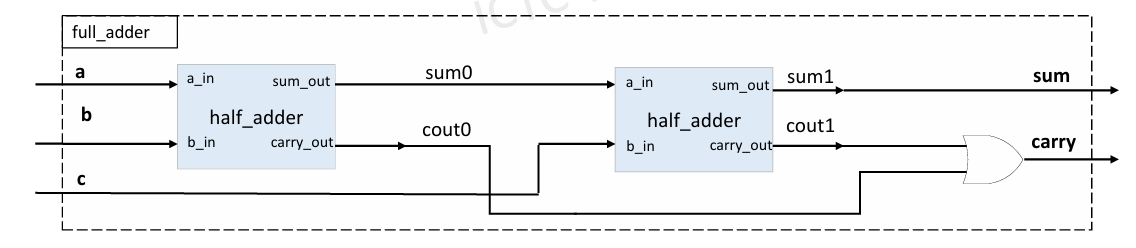 full_adder
a
b
c
a_in
sum_out
half_adder
b_in
carry_out
sum0
cout0
a_in
sum_out
half_adder
b_in
carry_out
sum1
cout1
sum
carry